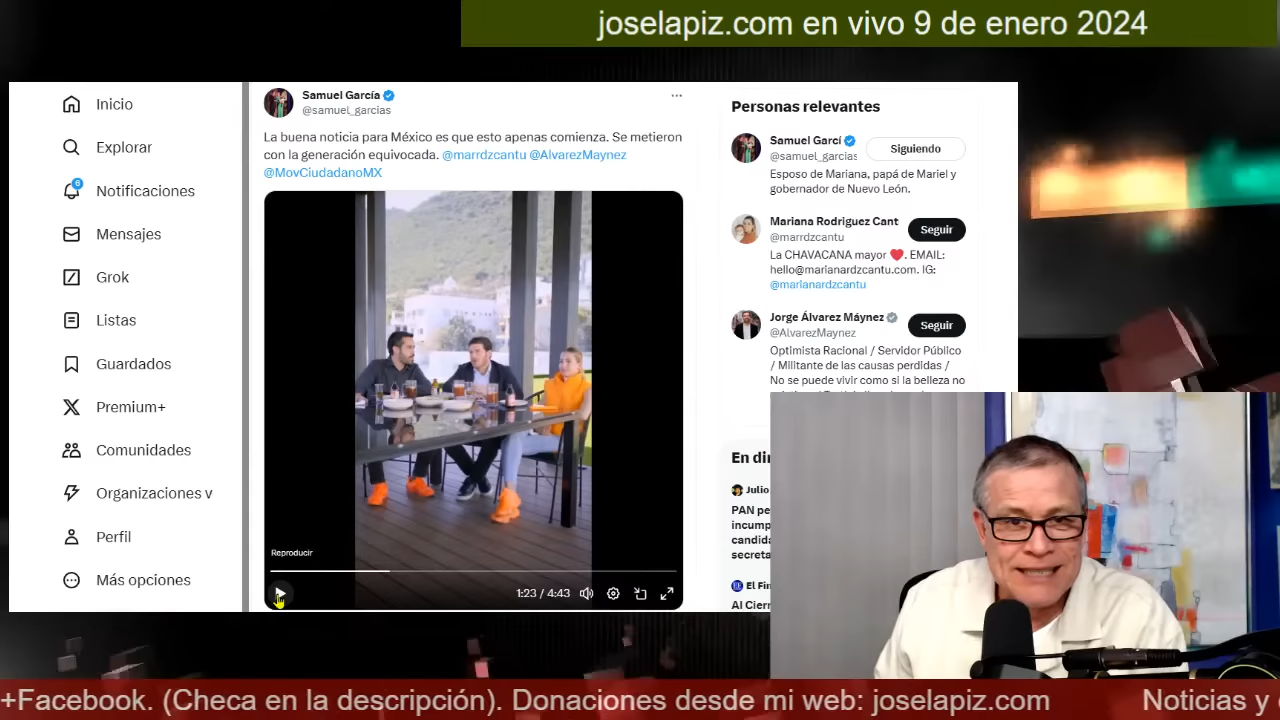 joselapiz.com en vivo 9 de enero 2024
Inicio
Explorar
6
Notificaciones
Mensajes
Grok
Listas
Guardados
Premium+
Comunidades
Organizaciones v
Perfil
Más opciones
Samuel García
@samuel_garcias
La buena noticia para México es que esto apenas comienza. Se metieron
con la generación equivocada. @marrdzcantu @AlvarezMaynez
@MovCiudadanoMX
Reproducir
1:23 / 4:43
Personas relevantes
Samuel Garcí
@samuel_garcias
Siguiendo
Esposo de Mariana, papá de Mariel y
gobernador de Nuevo León.
Mariana Rodriguez Cant
@marrdzcantu
Seguir
La CHAVACANA mayor ❤️. EMAIL:
hello@marianardzcantu.com. IG:
@marianardzcantu
Jorge Álvarez Máynez
@AlvarezMaynez
Seguir
Optimista Racional / Servidor Público
/ Militante de las causas perdidas /
No se puede vivir como si la belleza no
En dir
Julio
PAN pe
incump
candida
secreta
El Fin
Al Cierr
+Facebook. (Checa en la descripción). Donaciones desde mi web: joselapiz.com
Noticias y